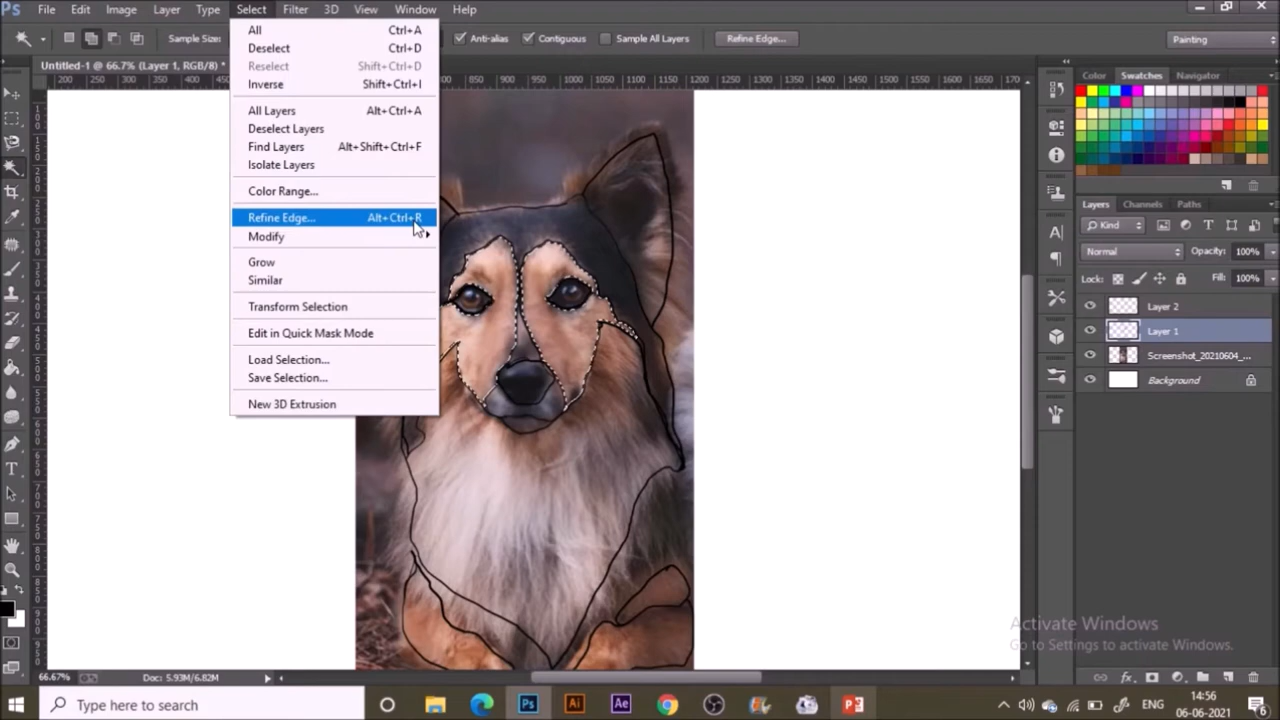 Ps File Edit Image Layer Type Select Filter 3D View Window Help
Sample Size: Anti-alias Contiguous Sample All Layers Refine Edge... Painting
Untitled-1 @ 66.7% (Layer 1, RGB/8) *
All Ctrl+A
Deselect Ctrl+D
Reselect Shift+Ctrl+D
Inverse Shift+Ctrl+I
All Layers Alt+Ctrl+A
Deselect Layers
Find Layers Alt+Shift+Ctrl+F
Isolate Layers
Color Range...
Refine Edge... Alt+Ctrl+R
Modify
Grow
Similar
Transform Selection
Edit in Quick Mask Mode
Load Selection...
Save Selection...
New 3D Extrusion
200 250 300 350 400 850 900 950 1000 1050 1100 1150 1200 1250 1300 1350 1400 1450 1500 1550 1600
Color Swatches Navigator
Layers Channels Paths
Kind
Normal Opacity: 100%
Lock: Fill: 100%
Layer 2
Layer 1
Screenshot_20210604_...
Background
Activate Windows
Go to Settings to activate Windows.
66.67% Doc: 5.93M/6.82M
Type here to search
Ps Ai Ae
ENG
14:56
06-06-2021
6